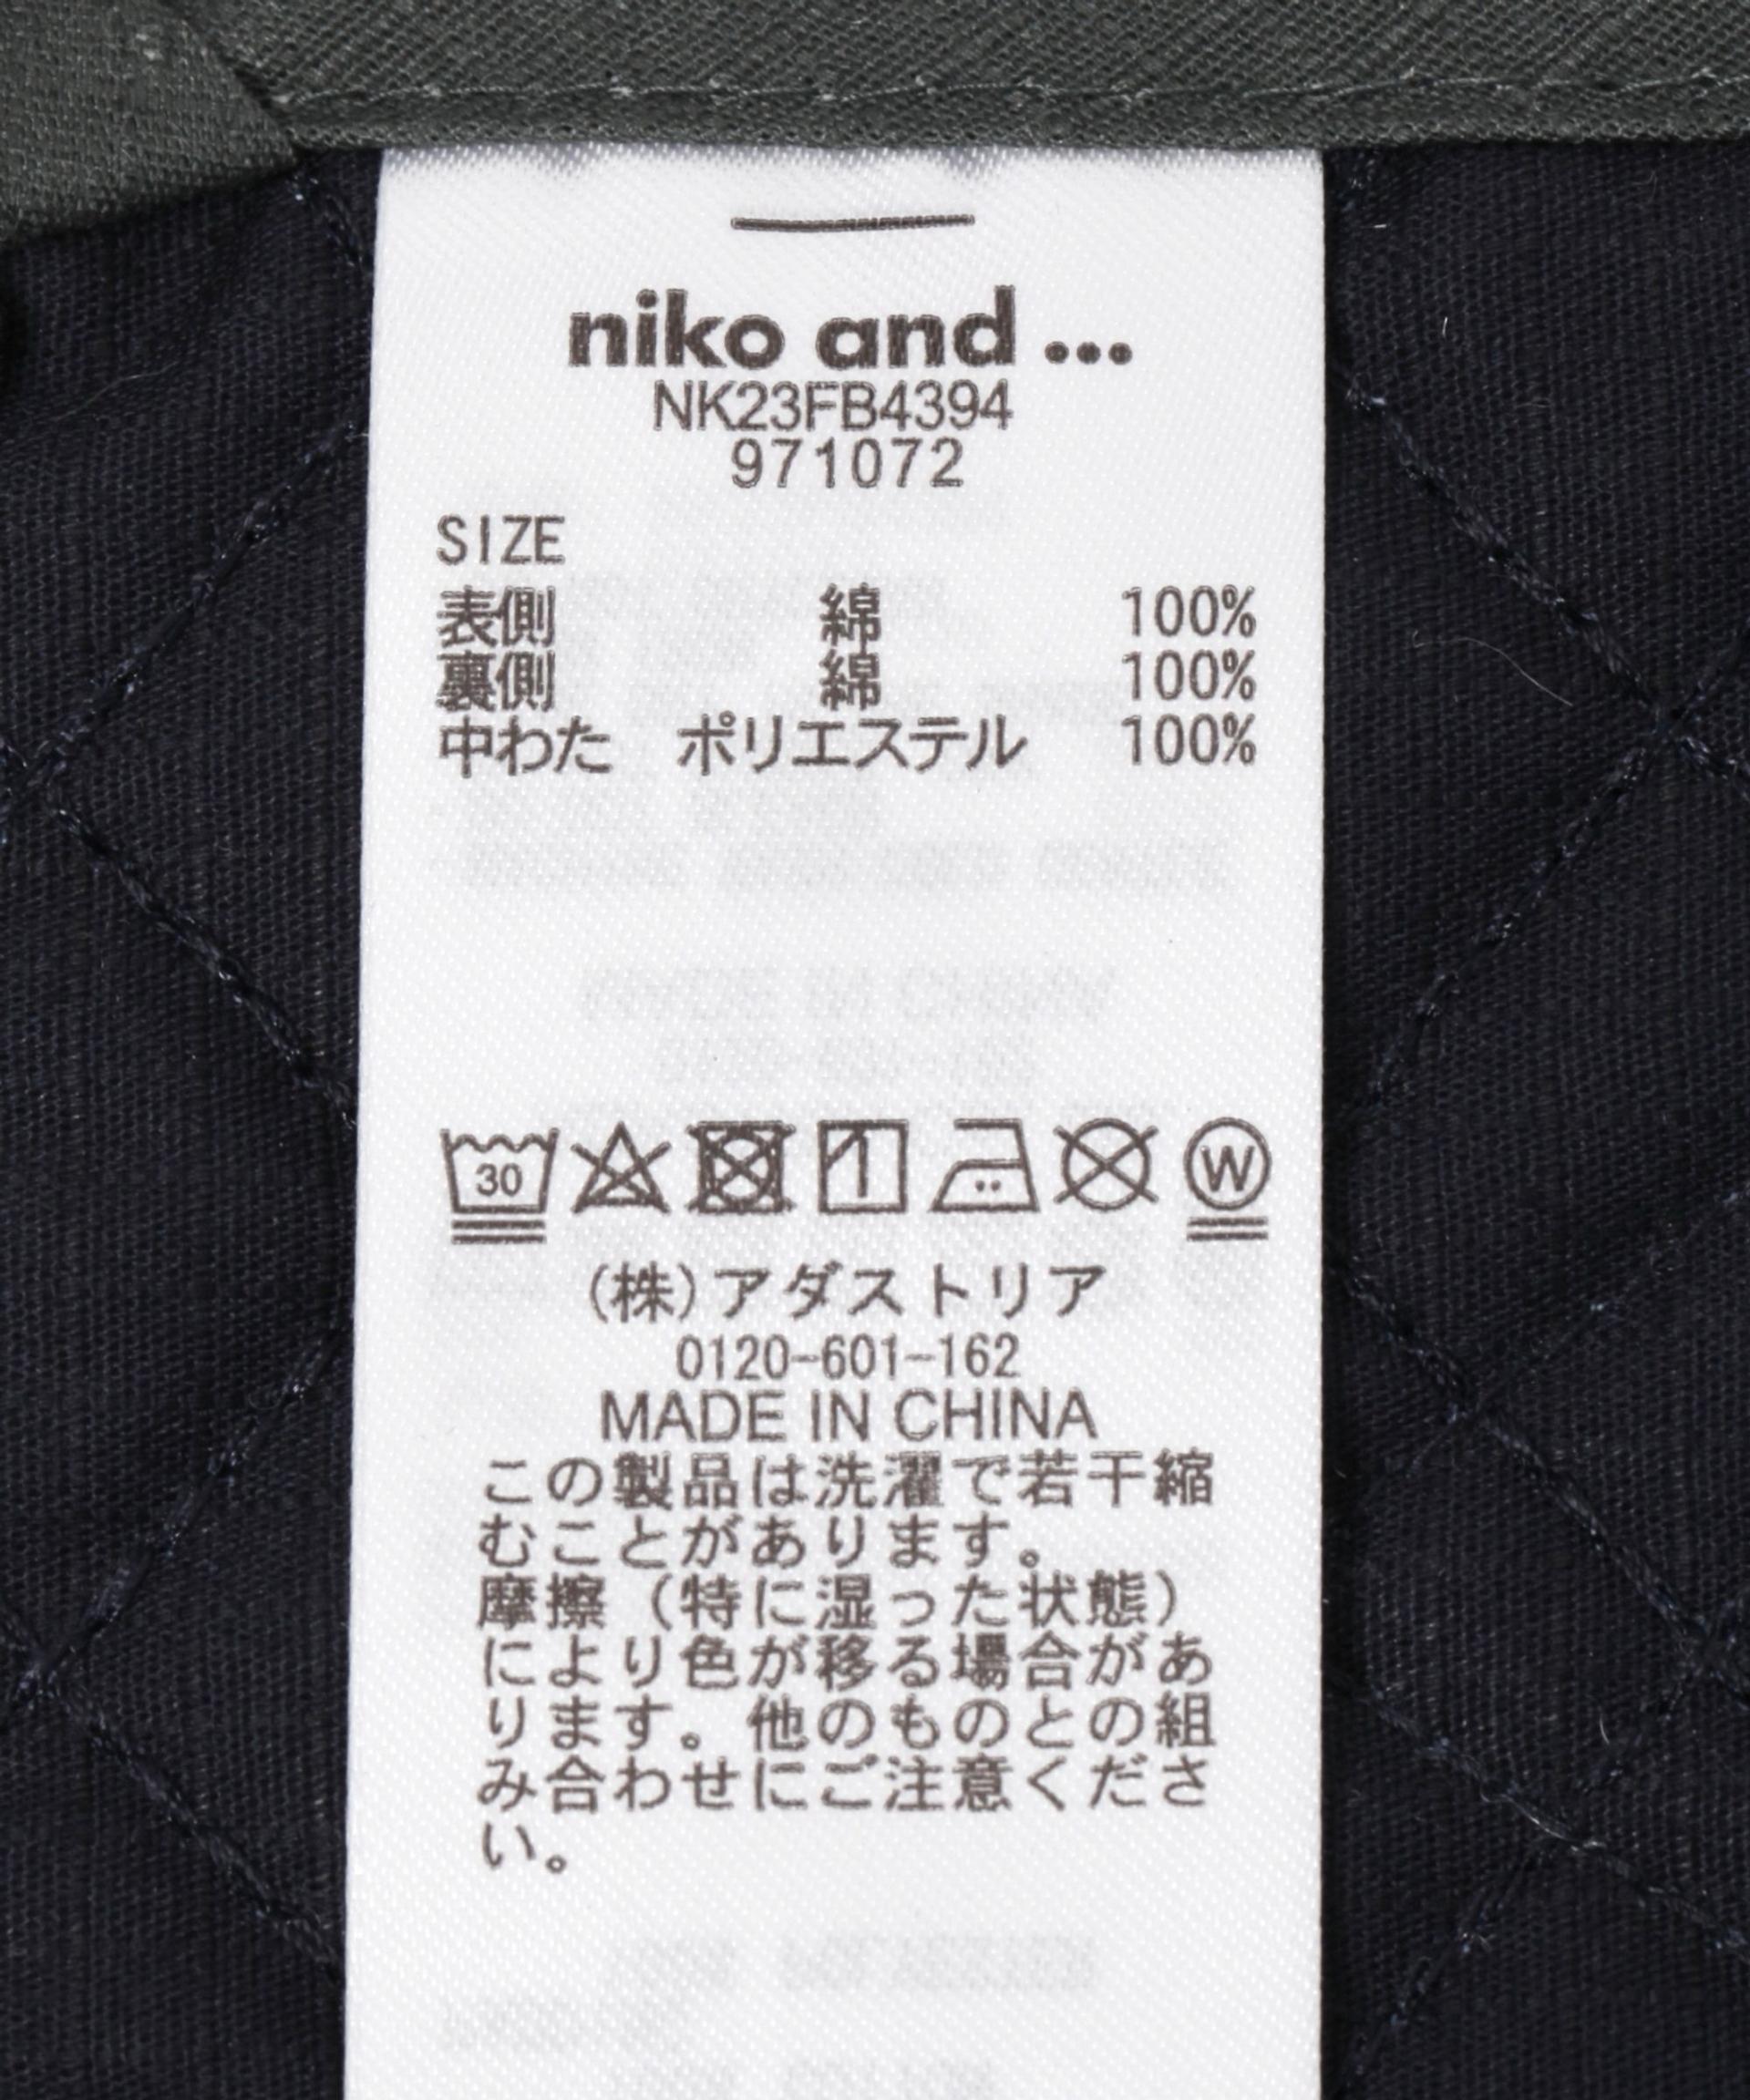 niko and ...
NK23FB4394
971072
SIZE
表側 綿 100%
裏側 綿 100%
中わた ポリエステル 100%
30 W
(株)アダストリア
0120-601-162
MADE IN CHINA
この製品は洗濯で若干縮
むことがあります。
摩擦（特に湿った状態）
により色が移る場合があ
ります。他のものとの組
み合わせにご注意くださ
い。